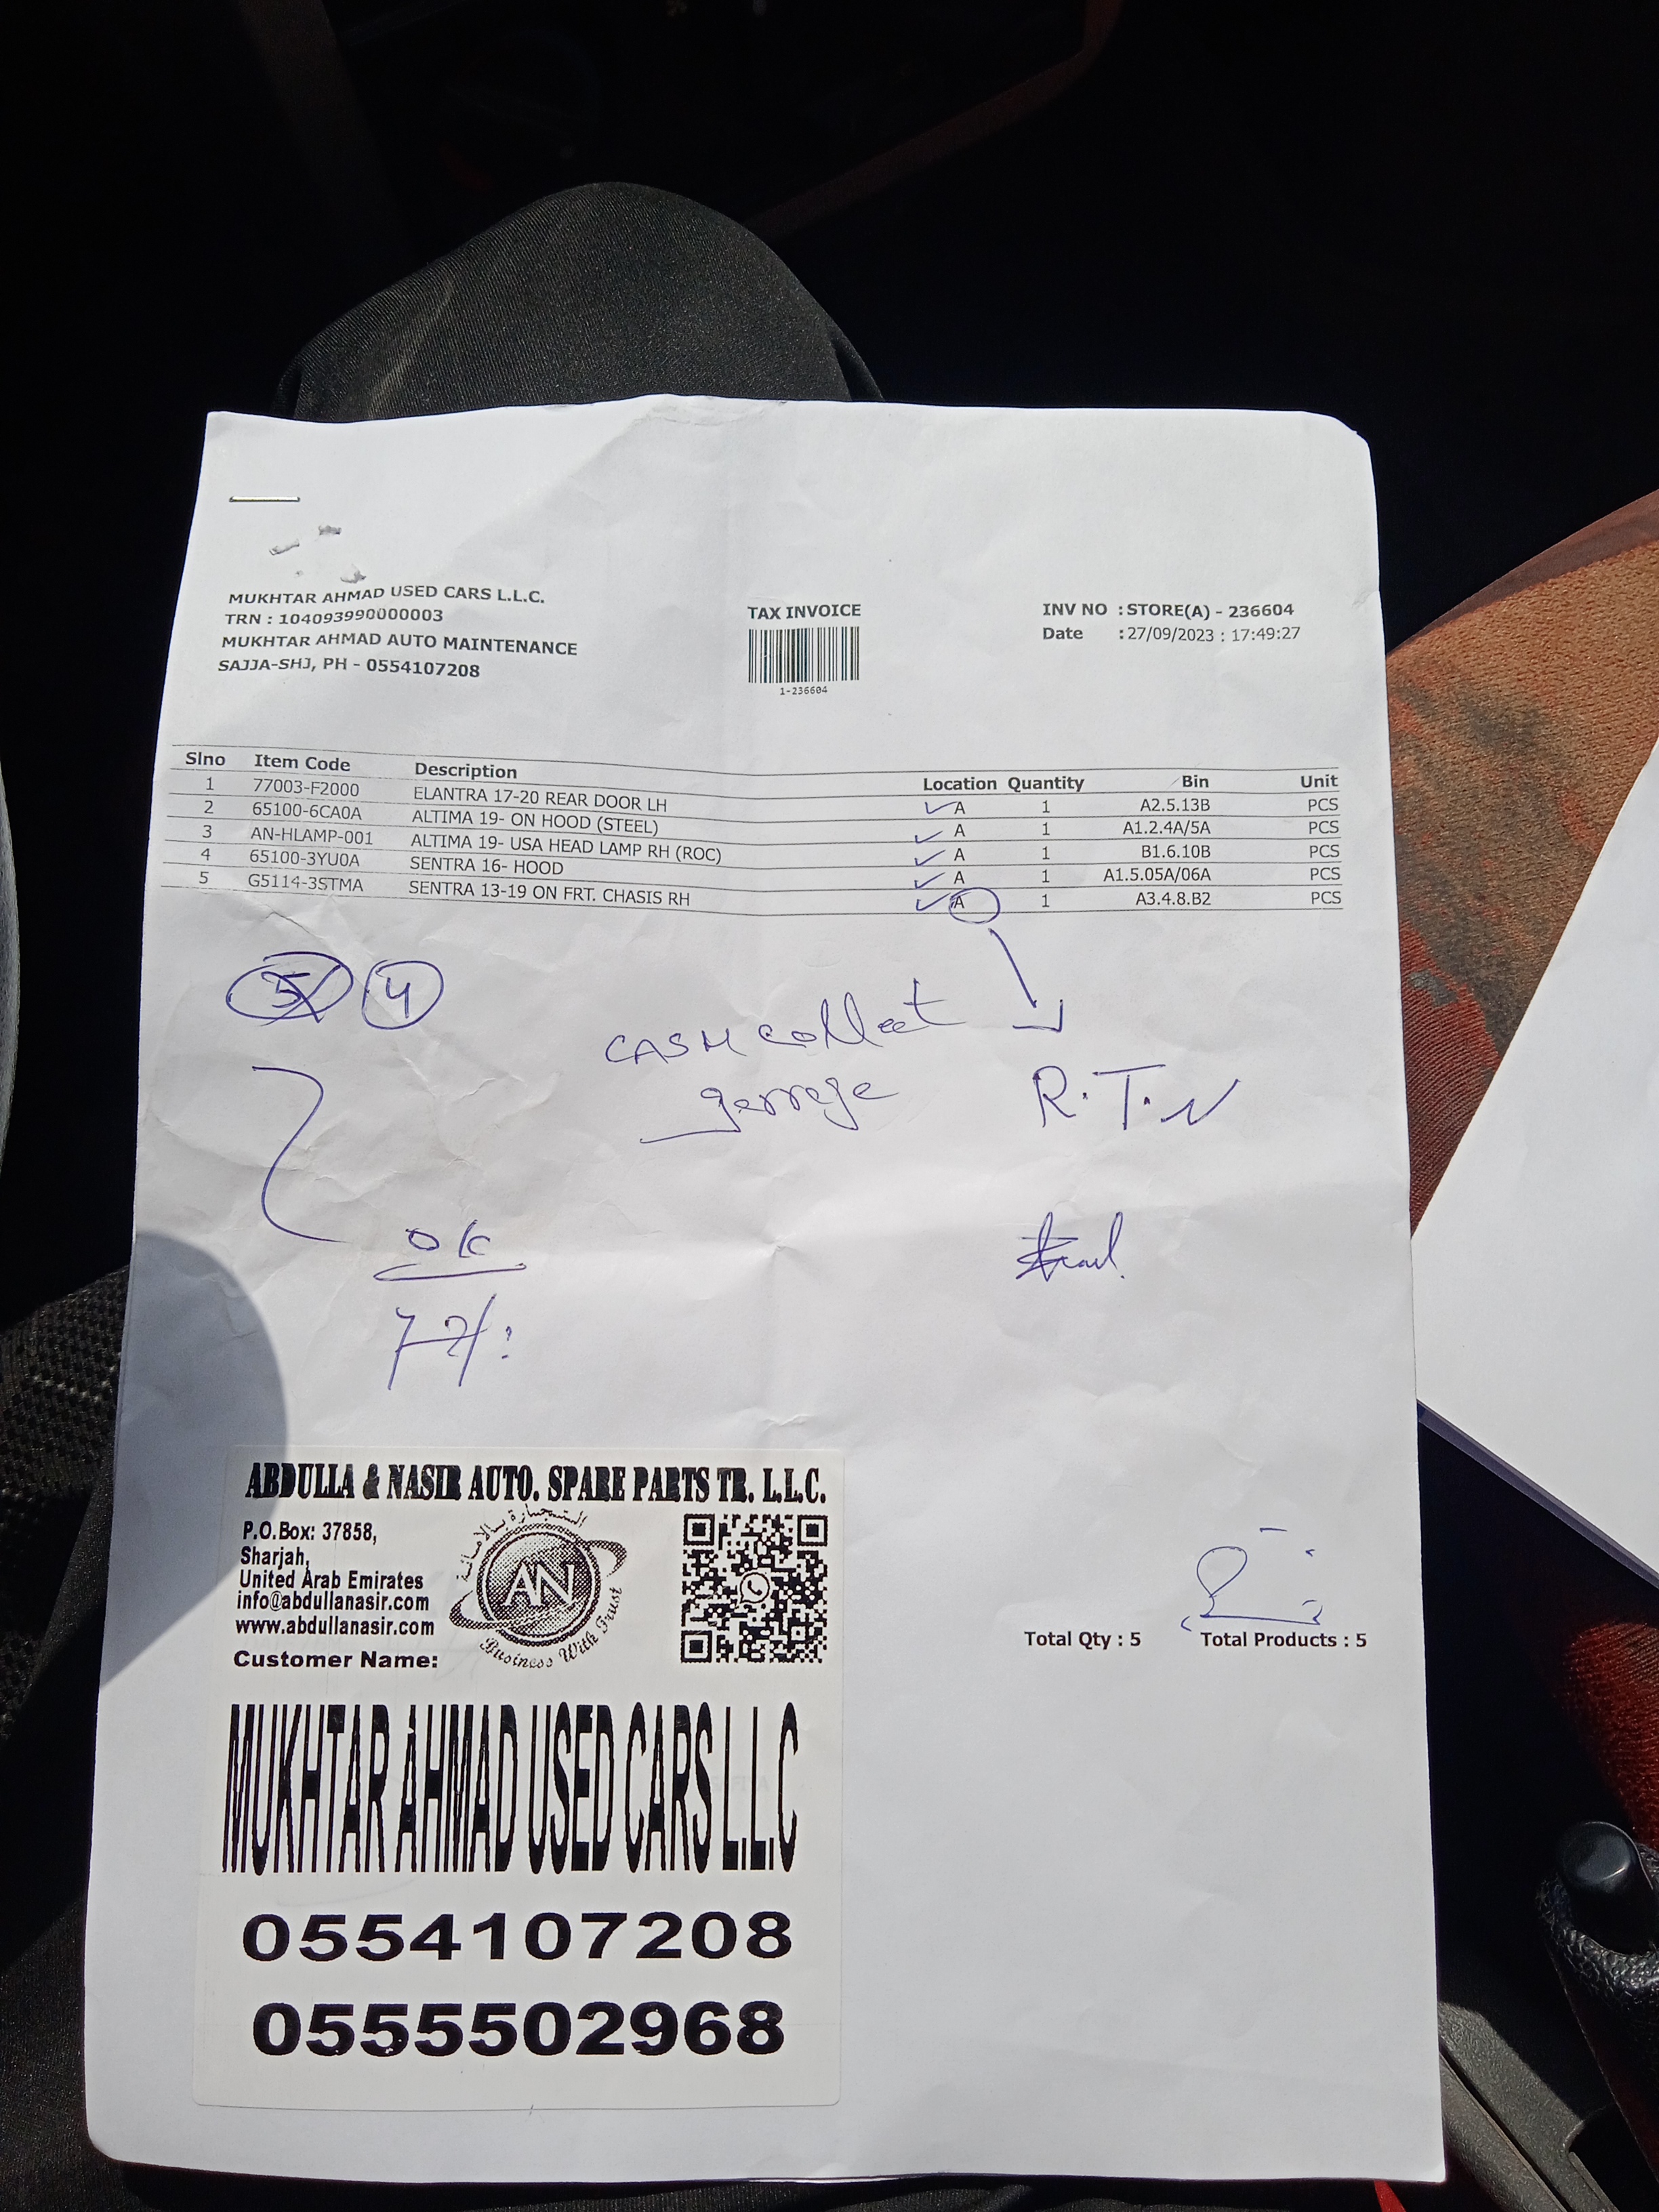 MUKHTAR AHMAD USED CARS L.L.C.
TRN : 104093990000003
MUKHTAR AHMAD AUTO MAINTENANCE
SAJJA-SHJ, PH - 0554107208
TAX INVOICE
1-236604
INV NO : STORE(A) - 236604
Date : 27/09/2023 : 17:49:27
Slno Item Code Description Location Quantity Bin Unit
1 77003-F2000 ELANTRA 17-20 REAR DOOR LH A 1 A2.5.13B PCS
2 65100-6CA0A ALTIMA 19- ON HOOD (STEEL) A 1 A1.2.4A/5A PCS
3 AN-HLAMP-001 ALTIMA 19- USA HEAD LAMP RH (ROC) A 1 B1.6.10B PCS
4 65100-3YU0A SENTRA 16- HOOD A 1 A1.5.05A/06A PCS
5 G5114-3STMA SENTRA 13-19 ON FRT. CHASIS RH A 1 A3.4.8.B2 PCS
5 4
CASH collect
gerrege
R.T.N
OK
ABDULLA & NASIR AUTO. SPARE PARTS TR. L.L.C.
P.O.Box: 37858,
Sharjah,
United Arab Emirates
info@abdullanasir.com
www.abdullanasir.com
التجارة بالامانة
AN
Business With Trust
Customer Name:
MUKHTAR AHMAD USED CARS L.L.C
0554107208
0555502968
Total Qty : 5 Total Products : 5